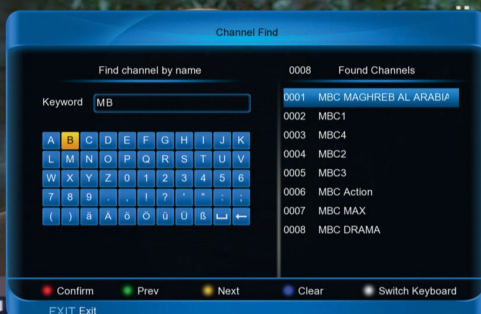 Channel Find
Find channel by name
0008 Found Channels
Keyword MB
A B C D E F G H I J K
L M N O P Q R S T U V
W X Y Z 0 1 2 3 4 5 6
7 8 9 . , ! ? ' " : ;
( ) ä Ä ö Ö ü Ü ß
0001 MBC MAGHREB AL ARABIA
0002 MBC1
0003 MBC4
0004 MBC2
0005 MBC3
0006 MBC Action
0007 MBC MAX
0008 MBC DRAMA
Confirm Prev Next Clear Switch Keyboard
EXIT Exit